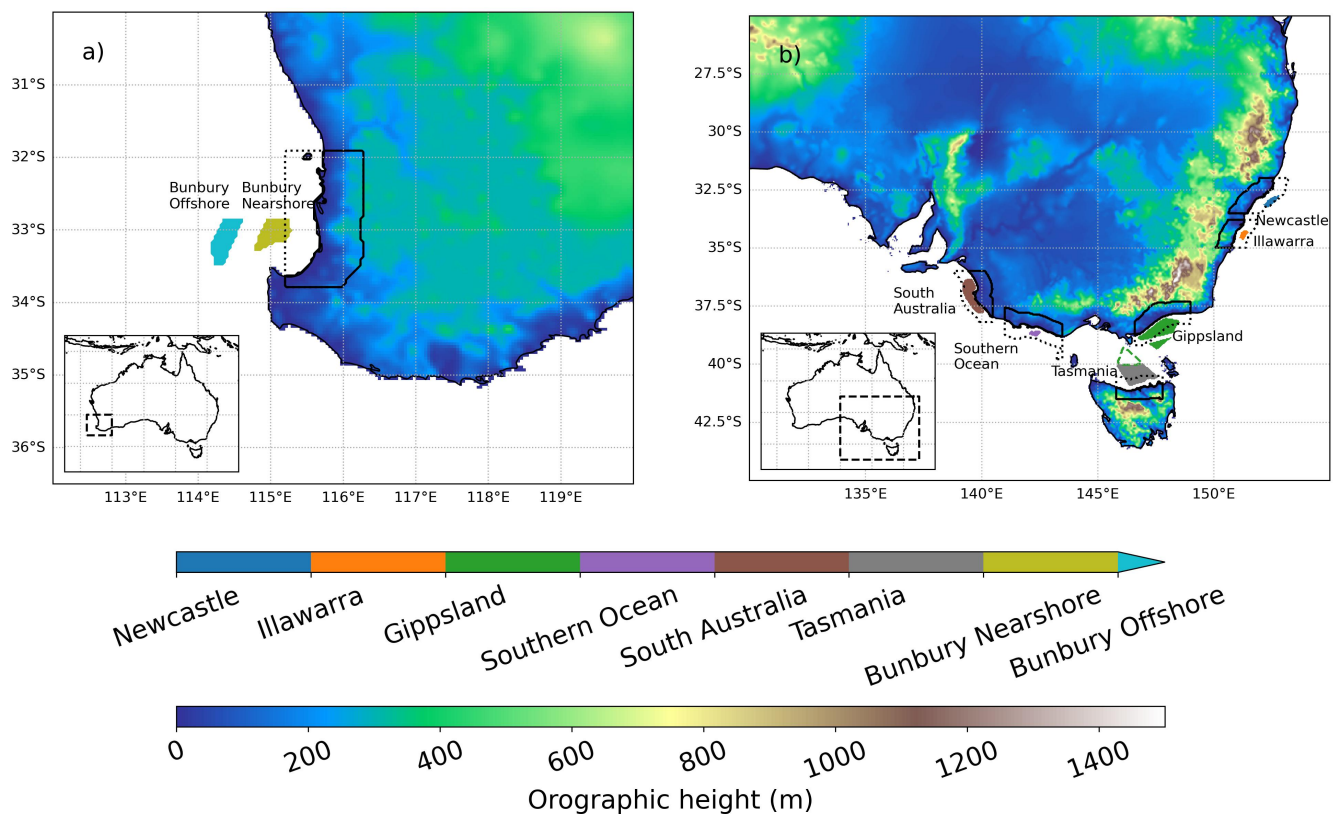 a)
31°S
32°S
33°S
34°S
35°S
36°S
Bunbury
Offshore
Bunbury
Nearshore
113°E
114°E
115°E
116°E
117°E
118°E
119°E
b)
27.5°S
30°S
32.5°S
35°S
37.5°S
40°S
42.5°S
Newcastle
Illawarra
South
Australia
Gippsland
Southern
Ocean
Tasmania
135°E
140°E
145°E
150°E
Newcastle
Illawarra
Gippsland
Southern Ocean
South Australia
Tasmania
Bunbury Nearshore
Bunbury Offshore
0
200
400
600
800
1000
1200
1400
Orographic height (m)